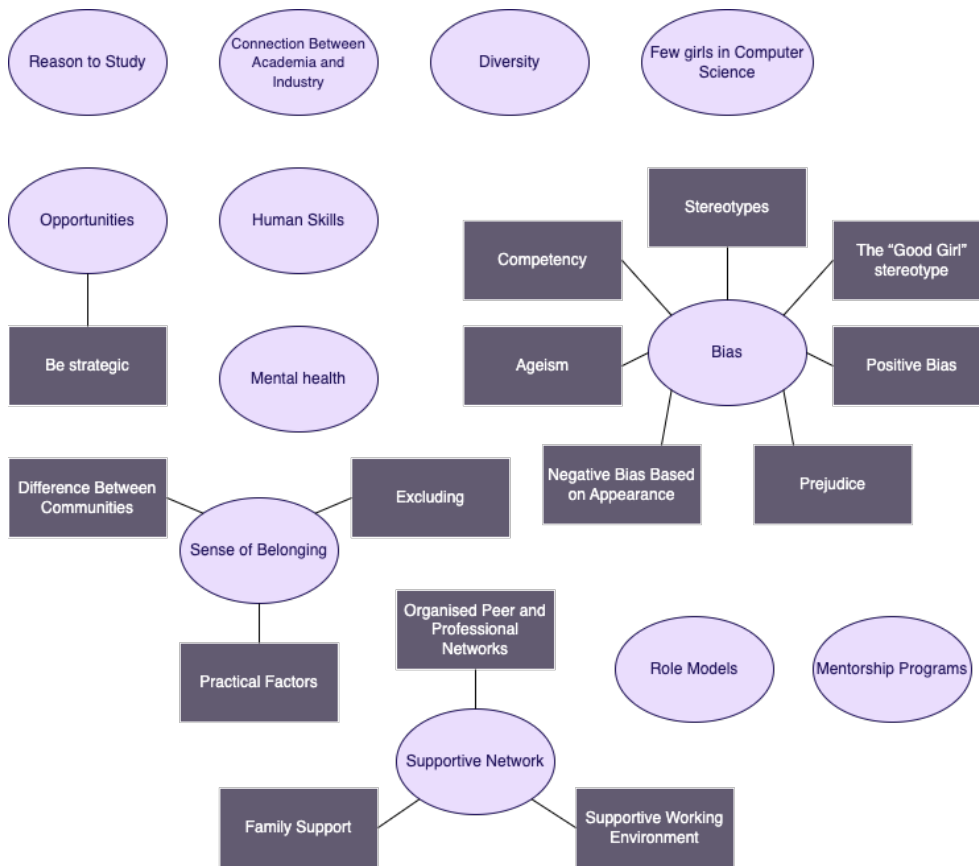 Reason to Study
Connection Between
Academia and
Industry
Diversity
Few girls in Computer
Science
Opportunities
Human Skills
Stereotypes
Competency
The “Good Girl”
stereotype
Be strategic
Mental health
Ageism
Bias
Positive Bias
Difference Between
Communities
Excluding
Negative Bias Based
on Appearance
Prejudice
Sense of Belonging
Practical Factors
Organised Peer and
Professional
Networks
Role Models
Mentorship Programs
Supportive Network
Family Support
Supportive Working
Environment